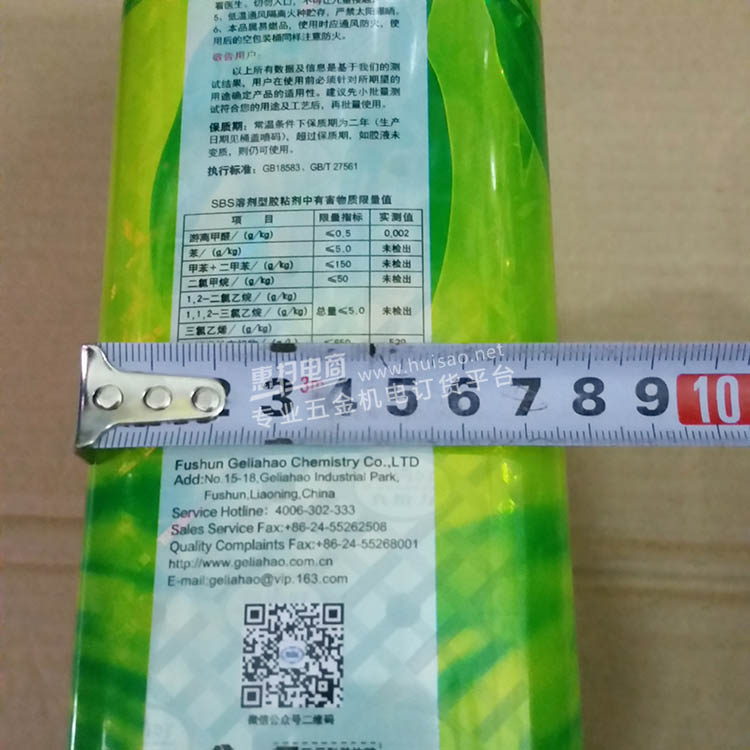 看医生。切勿入口，不可让儿童接触。
5、低温通风隔离火种贮存，严禁太阳曝晒。
6、本品属易燃品，使用时应通风防火，使
用后的空包装桶同样注意防火。
敬告用户：
以上所有数据及信息是基于我们的测
试结果，用户在使用前必须针对所期望的
用途确定产品的适用性。建议先小批量测
试符合您的用途及工艺后，再批量使用。
保质期：常温条件下保质期为二年（生产
日期见桶盖喷码），超过保质期，如胶液未
变质，则仍可使用。
执行标准：GB18583、GB/T 27561
SBS溶剂型胶粘剂中有害物质限量值
项 目 限量指标 实测值
游离甲醛/（g/kg） ≤0.5 0.002
苯/（g/kg） ≤5.0 未检出
甲苯＋二甲苯/（g/kg） ≤150 未检出
二氯甲烷/（g/kg） ≤50 未检出
1,2-二氯乙烷/（g/kg）
1,1,2-三氯乙烷/（g/kg） 总量≤5.0 未检出
三氯乙烯/（g/kg）
惠扫电商 www.huisao.net
专业五金机电订货平台
2 3 3m 4 5 6 7 8 9 10
Fushun Geliahao Chemistry Co.,LTD
Add:No.15-18,Geliahao Industrial Park,
Fushun,Liaoning,China
Service Hotline: 4006-302-333
Sales Service Fax:+86-24-55262508
Quality Complaints Fax:+86-24-55268001
http://www.geliahao.com.cn
E-mail:geliahao@vip.163.com
微信公众号二维码